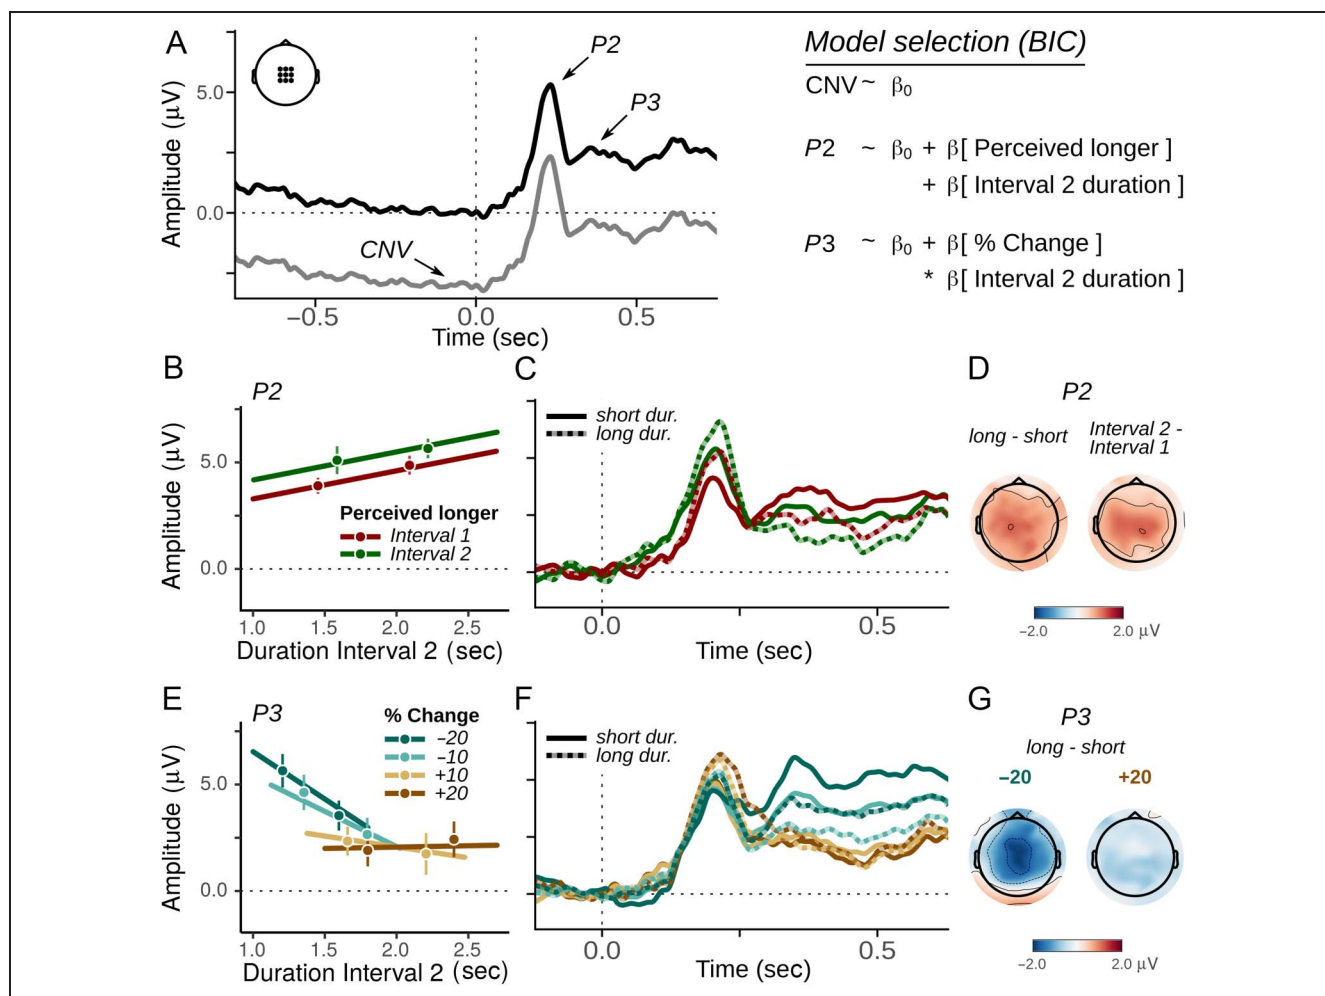 A
P2
P3
CNV
Amplitude (μV)
5.0
0.0
−0.5
0.0
0.5
Time (sec)
Model selection (BIC)
CNV ~ β0
P2 ~ β0 + β[ Perceived longer ]
+ β[ Interval 2 duration ]
P3 ~ β0 + β[ % Change ]
* β[ Interval 2 duration ]
B
P2
Amplitude (μV)
5.0
0.0
Perceived longer
Interval 1
Interval 2
1.0 1.5 2.0 2.5
Duration Interval 2 (sec)
C
short dur.
long dur.
0.0 0.5
Time (sec)
D
P2
long - short
Interval 2 -
Interval 1
−2.0 2.0 μV
E
P3
% Change
−20
−10
+10
+20
Amplitude (μV)
5.0
0.0
1.0 1.5 2.0 2.5
Duration Interval 2 (sec)
F
short dur.
long dur.
0.0 0.5
Time (sec)
G
P3
long - short
−20 +20
−2.0 2.0 μV